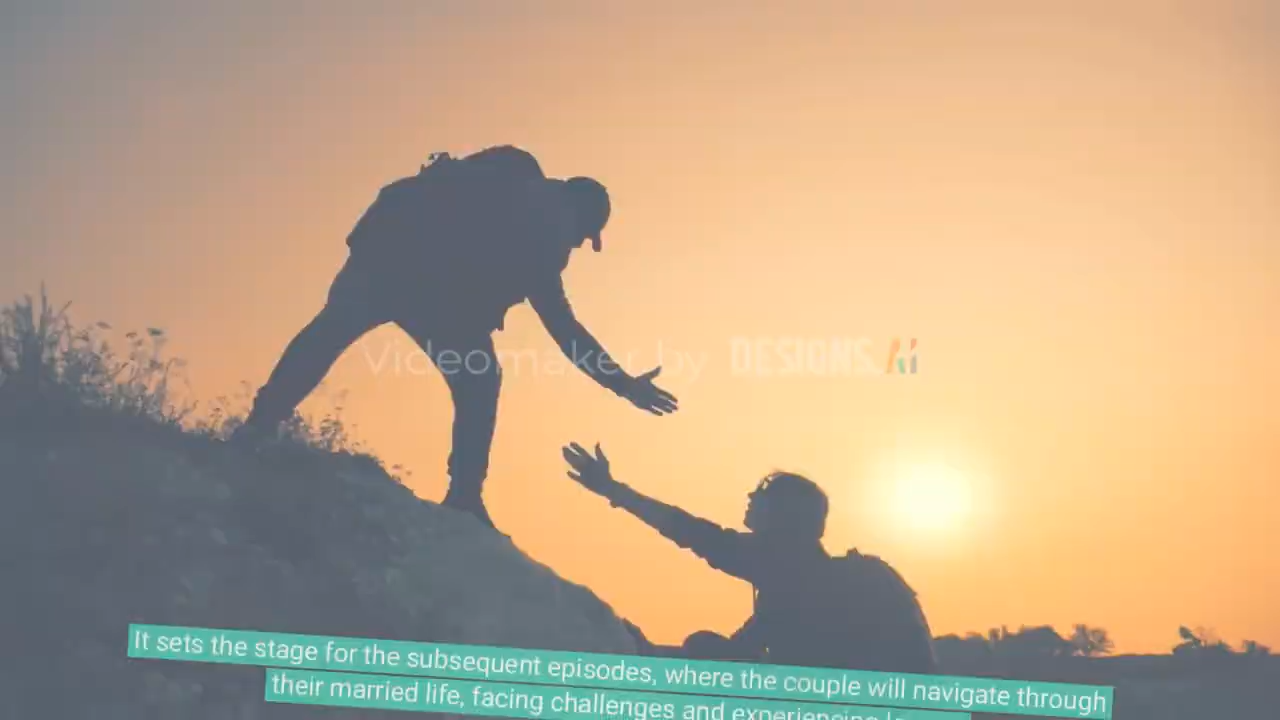 Videomaker by DESIGNS.Ai
It sets the stage for the subsequent episodes, where the couple will navigate through
their married life, facing challenges and experiencing